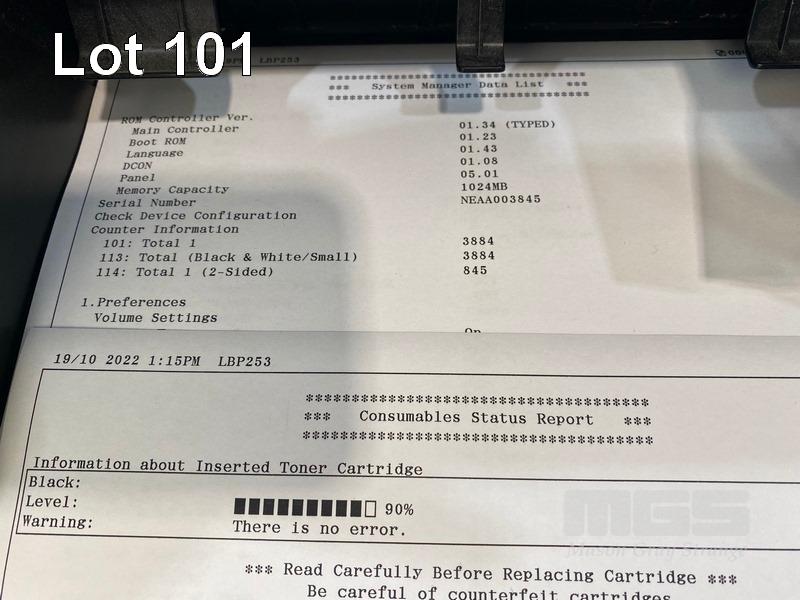 Lot 101
LBP253
**********************************
*** System Manager Data List ***
**********************************
ROM Controller Ver.
Main Controller 01.34 (TYPED)
Boot ROM 01.23
Language 01.43
DCON 01.08
Panel 05.01
Memory Capacity 1024MB
Serial Number NEAA003845
Check Device Configuration
Counter Information
101: Total 1 3884
113: Total (Black & White/Small) 3884
114: Total 1 (2-Sided) 845
1.Preferences
Volume Settings
On
19/10 2022 1:15PM LBP253
**************************************
*** Consumables Status Report ***
**************************************
Information about Inserted Toner Cartridge
Black:
Level: 90%
Warning: There is no error.
MGS
Mason Gray Strange
*** Read Carefully Before Replacing Cartridge ***
Be careful of counterfeit cartridges